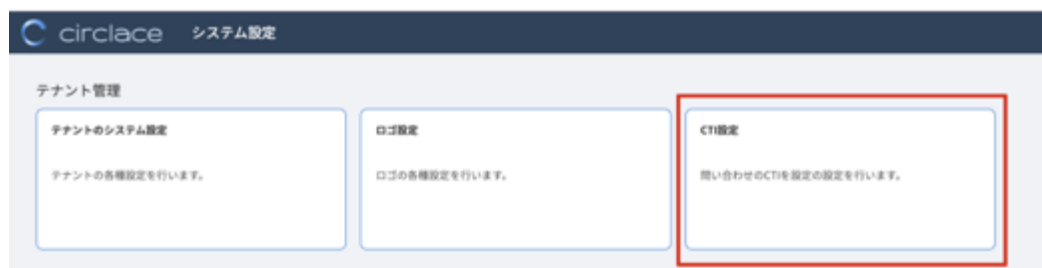 circlace システム設定
テナント管理
テナントのシステム設定
ロゴ設定
CTI設定
テナントの各種設定を行います。
ロゴの各種設定を行います。
問い合わせのCTIを設定の設定を行います。